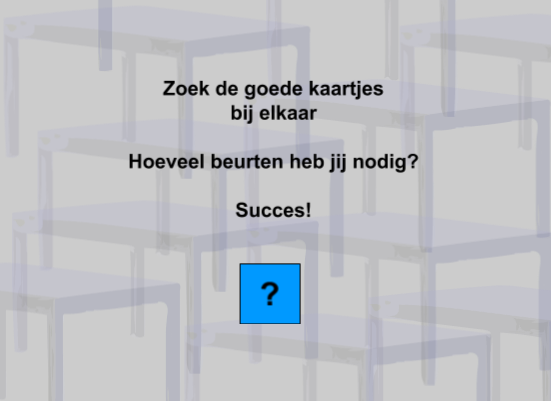 Zoek de goede kaartjes
bij elkaar
Hoeveel beurten heb jij nodig?
Succes!
?